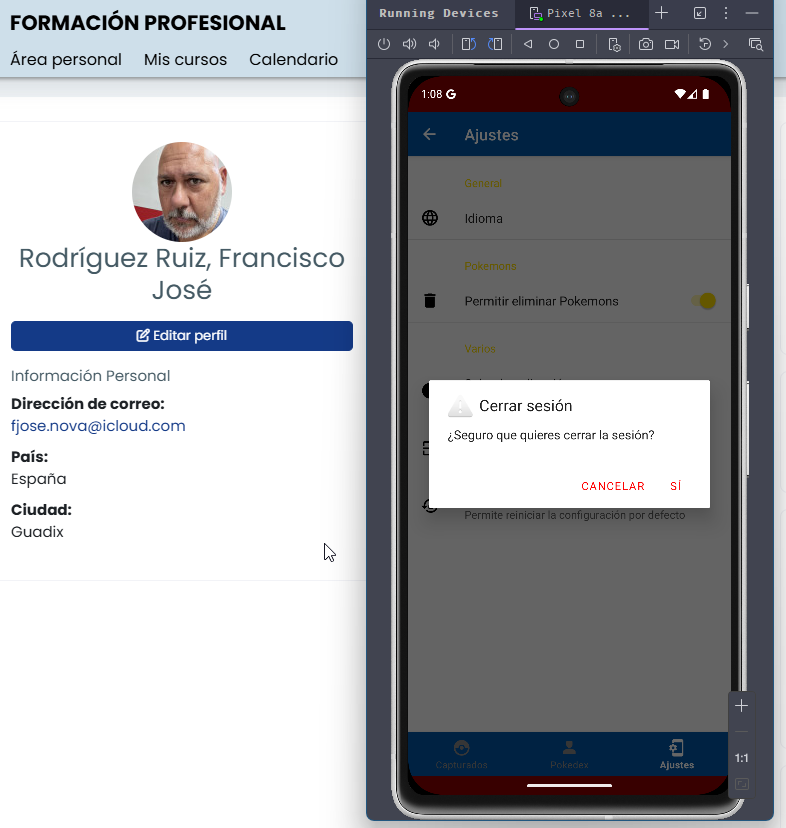 FORMACIÓN PROFESIONAL
Área personal Mis cursos Calendario
Rodríguez Ruiz, Francisco
José
Editar perfil
Información Personal
Dirección de correo:
fjose.nova@icloud.com
País:
España
Ciudad:
Guadix
Running Devices Pixel 8a ...
1:08 G
Ajustes
General
Idioma
Pokemons
Permitir eliminar Pokemons
Varios
Cerrar sesión
¿Seguro que quieres cerrar la sesión?
CANCELAR SÍ
Permite reiniciar la configuración por defecto
Capturados Pokedex Ajustes
1:1